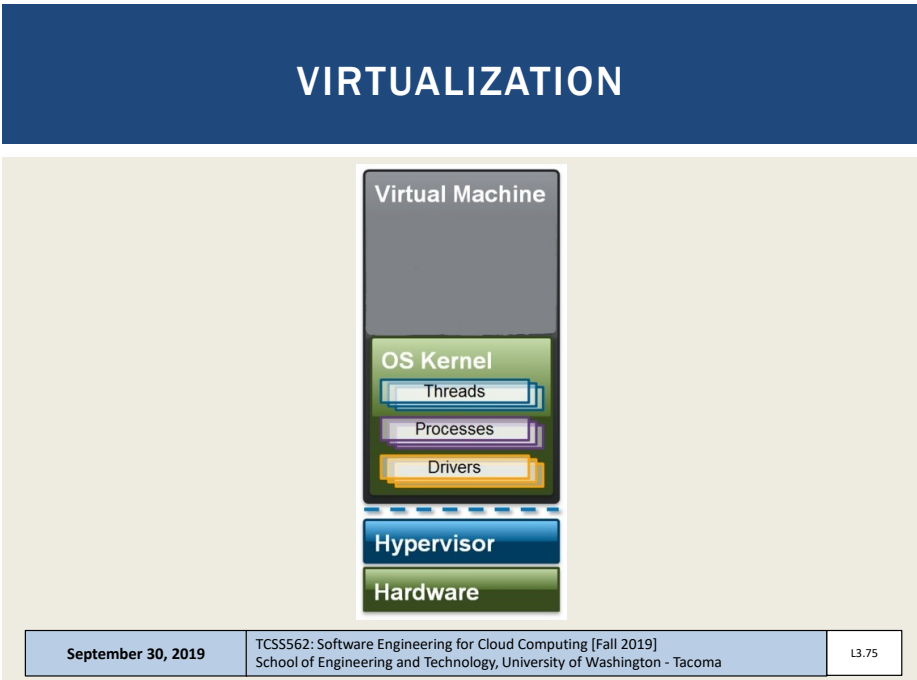 VIRTUALIZATION
Virtual Machine
OS Kernel
Threads
Processes
Drivers
Hypervisor
Hardware
September 30, 2019
TCSS562: Software Engineering for Cloud Computing [Fall 2019]
School of Engineering and Technology, University of Washington - Tacoma
L3.75